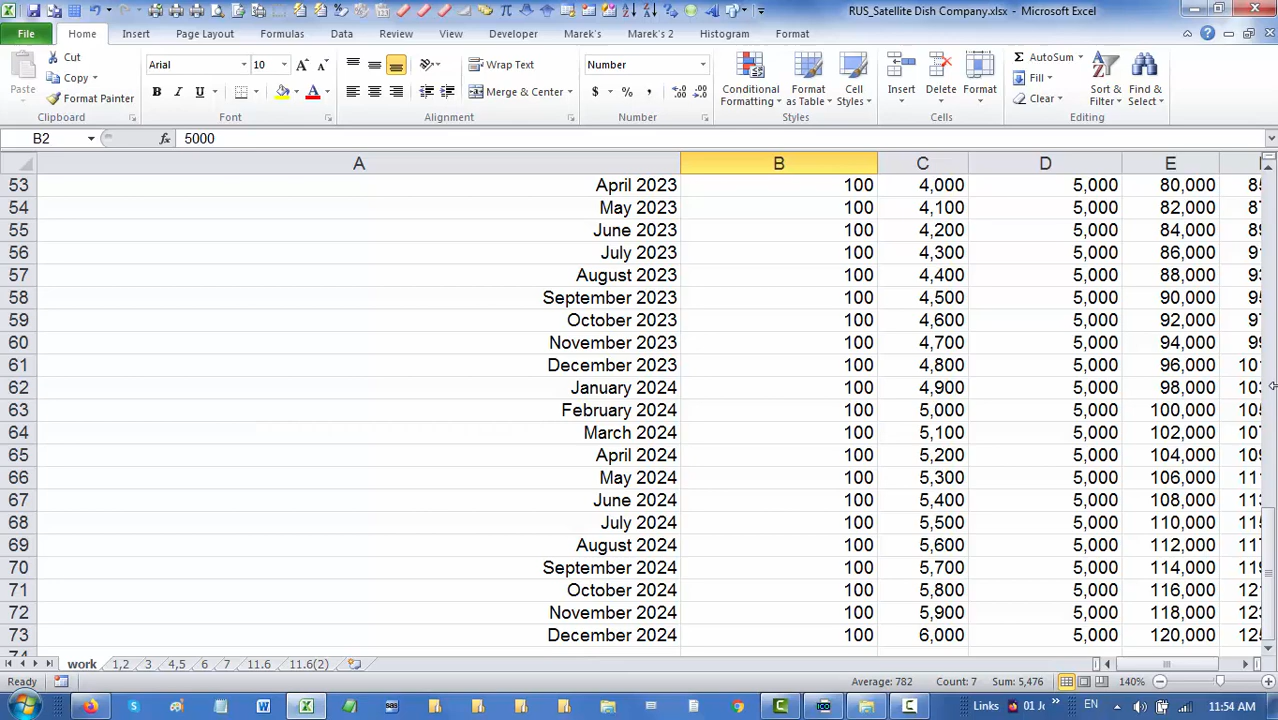 RUS_Satellite Dish Company.xlsx - Microsoft Excel
File Home Insert Page Layout Formulas Data Review View Developer Marek's Marek's 2 Histogram Format
Paste
Cut
Copy
Format Painter
Clipboard
Arial 10
B I U
Font
Wrap Text
Merge & Center
Alignment
Number
$ % ,
Number
Conditional Formatting
Format as Table
Cell Styles
Styles
Insert
Delete
Format
Cells
AutoSum
Fill
Clear
Sort & Filter
Find & Select
Editing
B2 fx 5000
A B C D E
53 April 2023 100 4,000 5,000 80,000
54 May 2023 100 4,100 5,000 82,000
55 June 2023 100 4,200 5,000 84,000
56 July 2023 100 4,300 5,000 86,000
57 August 2023 100 4,400 5,000 88,000
58 September 2023 100 4,500 5,000 90,000
59 October 2023 100 4,600 5,000 92,000
60 November 2023 100 4,700 5,000 94,000
61 December 2023 100 4,800 5,000 96,000
62 January 2024 100 4,900 5,000 98,000
63 February 2024 100 5,000 5,000 100,000
64 March 2024 100 5,100 5,000 102,000
65 April 2024 100 5,200 5,000 104,000
66 May 2024 100 5,300 5,000 106,000
67 June 2024 100 5,400 5,000 108,000
68 July 2024 100 5,500 5,000 110,000
69 August 2024 100 5,600 5,000 112,000
70 September 2024 100 5,700 5,000 114,000
71 October 2024 100 5,800 5,000 116,000
72 November 2024 100 5,900 5,000 118,000
73 December 2024 100 6,000 5,000 120,000
work 1,2 3 4,5 6 7 11.6 11.6(2)
Ready Average: 782 Count: 7 Sum: 5,476 140%
Links 01 EN 11:54 AM